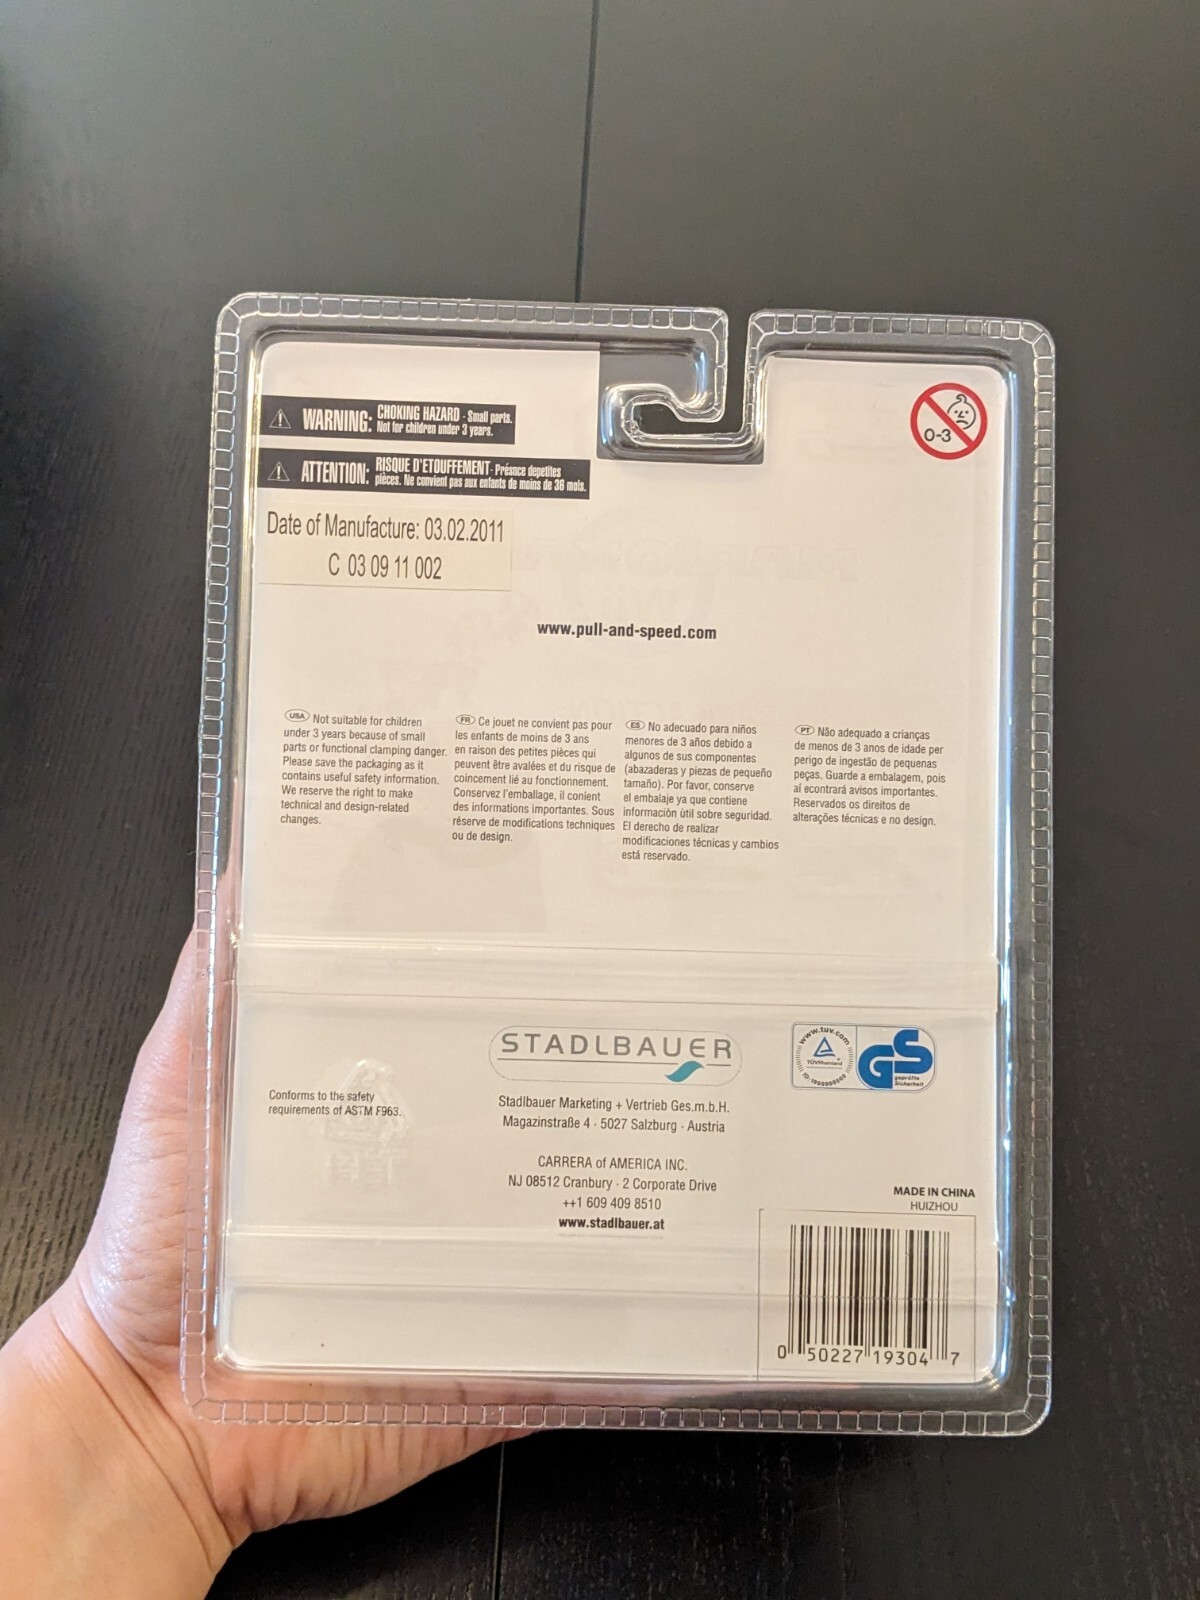 WARNING: CHOKING HAZARD - Small parts.
Not for children under 3 years.
ATTENTION: RISQUE D'ETOUFFEMENT - Présnce depetites
pièces. Ne convient pas aux enfants de moins de 36 mois.
0-3
Date of Manufacture: 03.02.2011
C 03 09 11 002
www.pull-and-speed.com
USA Not suitable for children
under 3 years because of small
parts or functional clamping danger.
Please save the packaging as it
contains useful safety information.
We reserve the right to make
technical and design-related
changes.
FR Ce jouet ne convient pas pour
les enfants de moins de 3 ans
en raison des petites pièces qui
peuvent être avalées et du risque de
coincement lié au fonctionnement.
Conservez l'emballage, il conient
des informations importantes. Sous
réserve de modifications techniques
ou de design.
ES No adecuado para niños
menores de 3 años debido a
algunos de sus componentes
(abazaderas y piezas de pequeño
tamaño). Por favor, conserve
el embalaje ya que contiene
información útil sobre seguridad.
El derecho de realizar
modificaciones técnicas y cambios
está reservado.
PT Não adequado a crianças
de menos de 3 anos de idade per
perigo de ingestão de pequenas
peças. Guarde a embalagem, pois
aí econtrará avisos importantes.
Reservados os direitos de
alterações técnicas e no design.
Conforms to the safety
requirements of ASTM F963.
STADLBAUER
Stadlbauer Marketing + Vertrieb Ges.m.b.H.
Magazinstraße 4 · 5027 Salzburg · Austria
CARRERA of AMERICA INC.
NJ 08512 Cranbury · 2 Corporate Drive
++1 609 409 8510
www.stadlbauer.at
www.tuv.com
TÜVRheinland
GS
geprüfte
Sicherheit
MADE IN CHINA
HUIZHOU
0 50227 19304 7